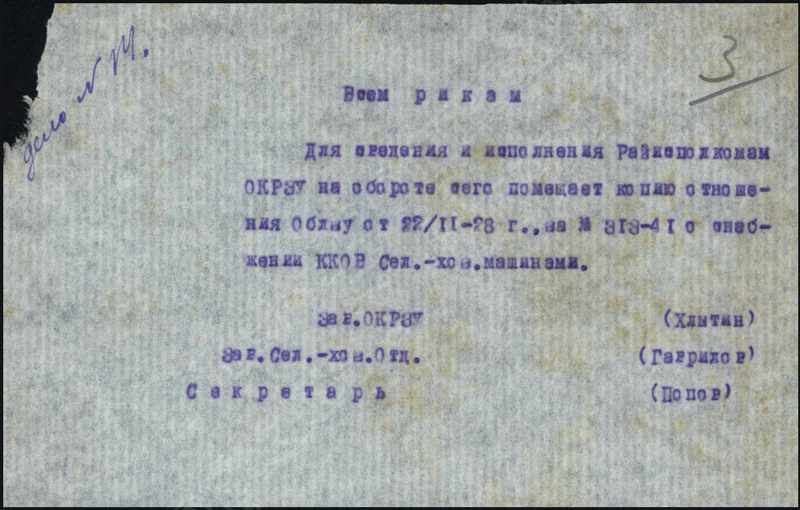 дело N
3
Всем рикам
Для сведения и исполнения Райисполкомам
ОКРЗУ на обороте сего помещает копию отноше-
ния Облзу от 22/II-28 г.,за № 313-41 о снаб-
жении ККОВ Сел.-хоз.машинами.
Зав.ОКРЗУ (Хлытин)
Зав.Сел.-хоз.Отд. (Гаврилов)
Секретарь (Попов)